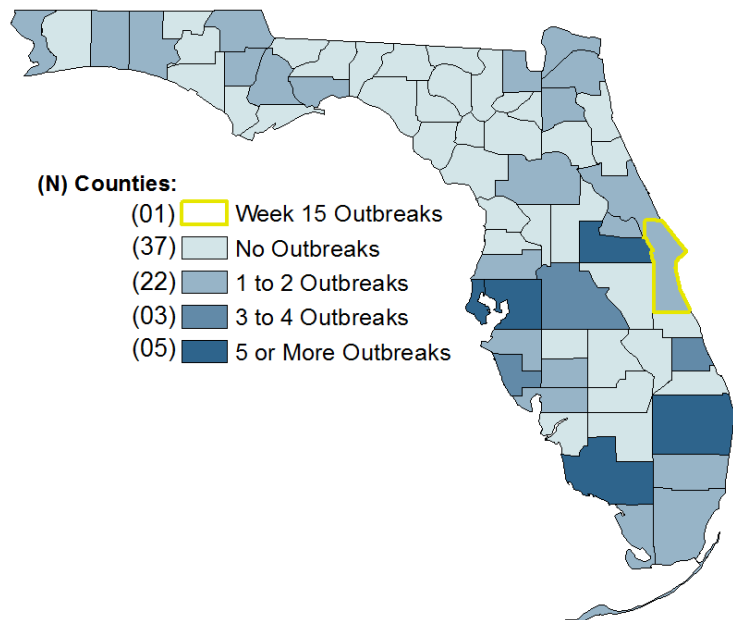 (N) Counties:
(01) Week 15 Outbreaks
(37) No Outbreaks
(22) 1 to 2 Outbreaks
(03) 3 to 4 Outbreaks
(05) 5 or More Outbreaks